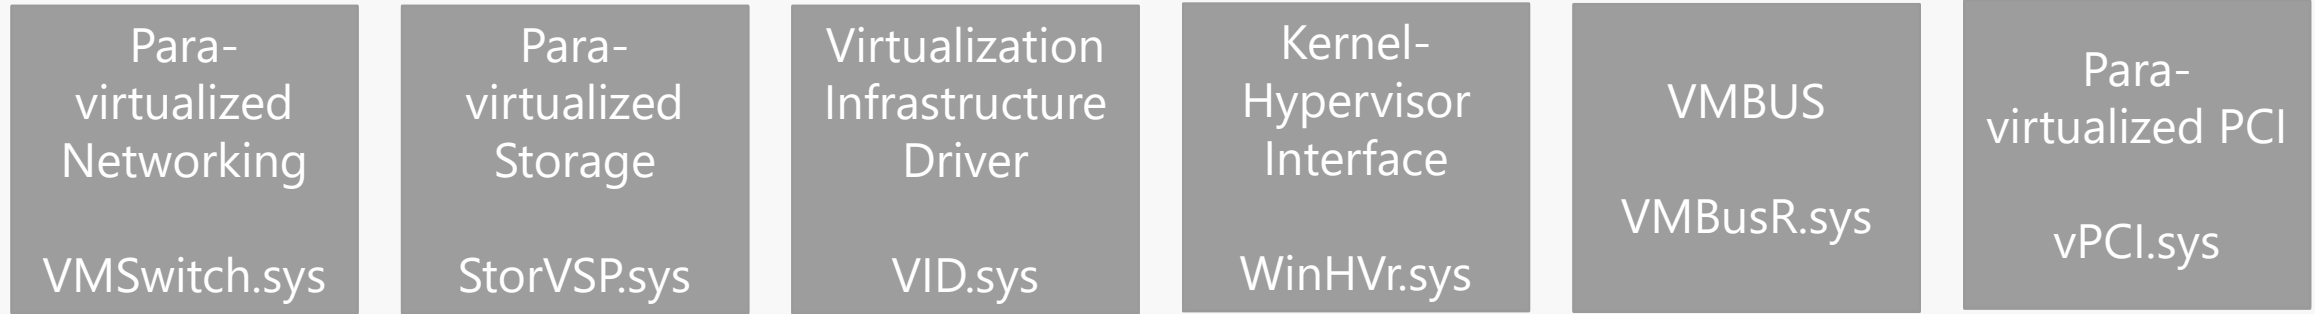 Para-
virtualized
Networking
VMSwitch.sys
Para-
virtualized
Storage
StorVSP.sys
Virtualization
Infrastructure
Driver
VID.sys
Kernel-
Hypervisor
Interface
WinHVr.sys
VMBUS
VMBusR.sys
Para-
virtualized PCI
vPCI.sys